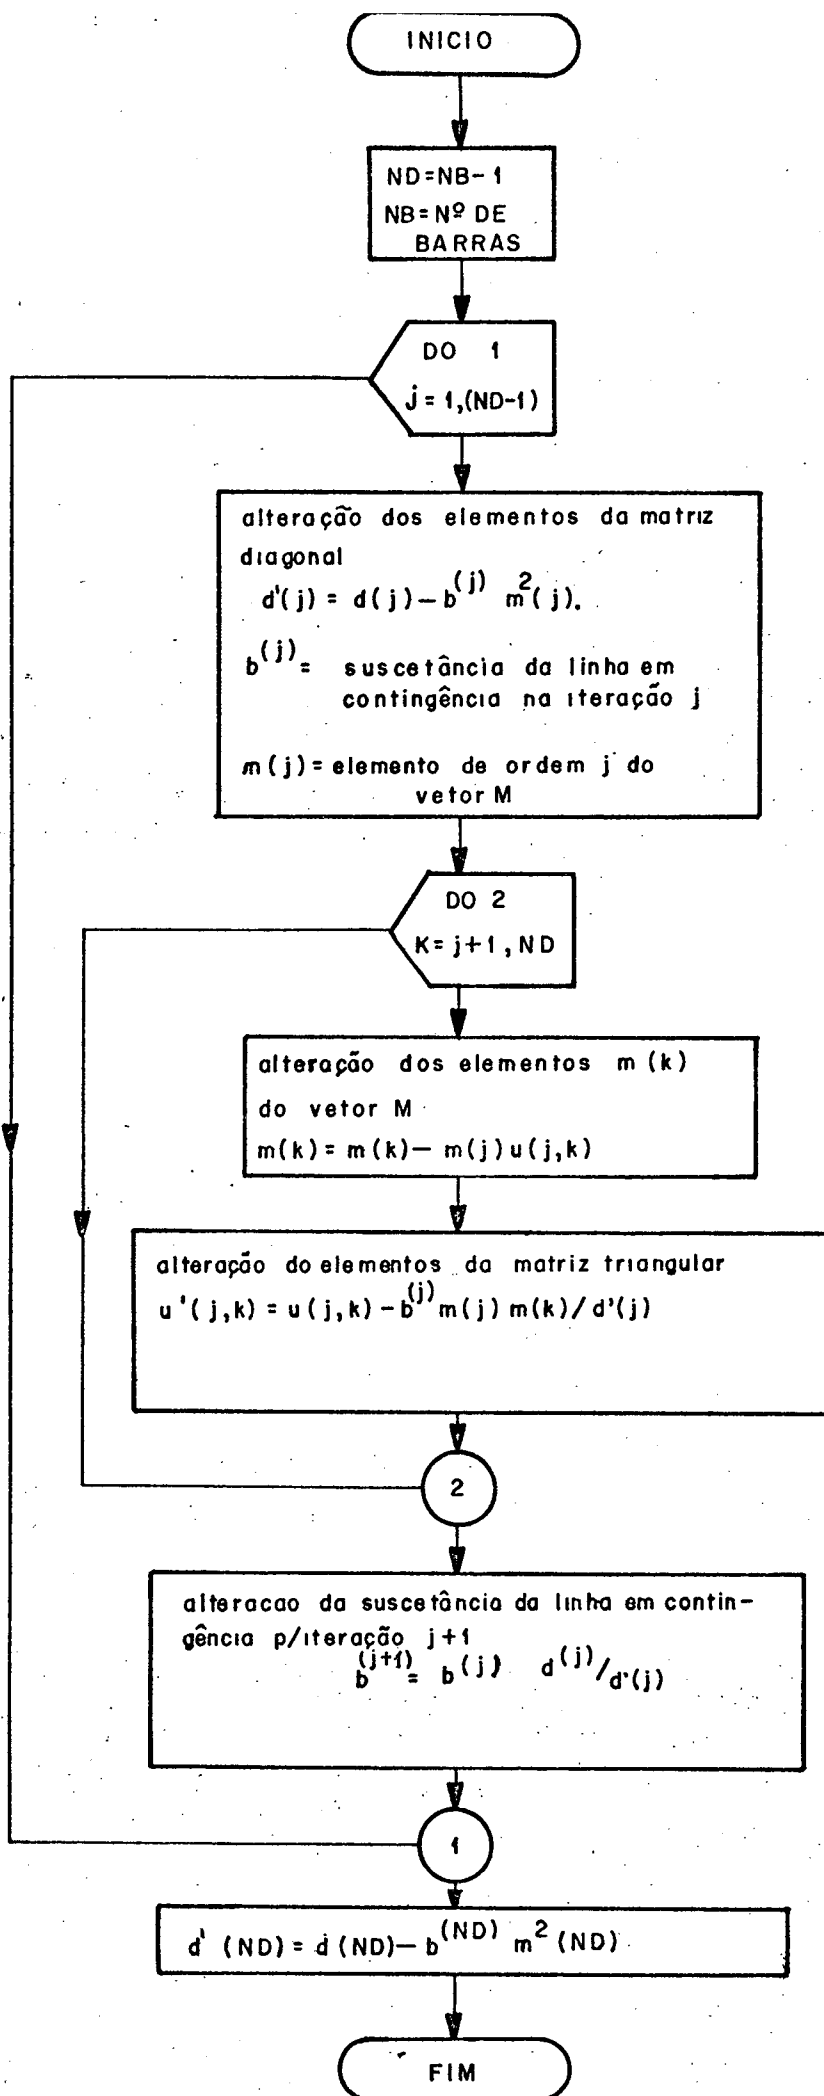 INICIO
ND=NB-1
NB=Nº DE
BARRAS
DO 1
j=1,(ND-1)
alteração dos elementos da matriz
diagonal
d'(j) = d(j) – b^(j) m²(j).
b^(j) = suscetância da linha em
contingência na iteração j
m(j) = elemento de ordem j do
vetor M
DO 2
K= j+1, ND
alteração dos elementos m(k)
do vetor M
m(k) = m(k) – m(j) u(j,k)
alteração do elementos da matriz triangular
u'(j,k) = u(j,k) – b^(j) m(j) m(k) / d'(j)
2
alteracao da suscetância da linha em contin-
gência p/iteração j+1
b^(j+1) = b^(j) d^(j)/d'(j)
1
d' (ND) = d (ND) – b^(ND) m² (ND)
FIM